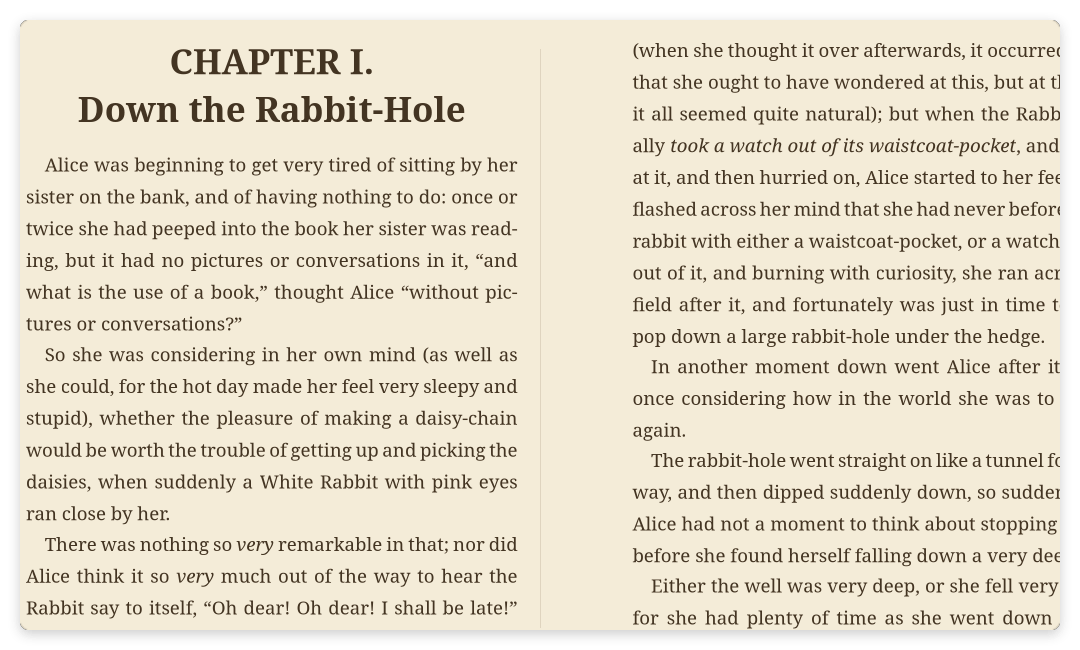 CHAPTER I.
Down the Rabbit-Hole
Alice was beginning to get very tired of sitting by her
sister on the bank, and of having nothing to do: once or
twice she had peeped into the book her sister was read-
ing, but it had no pictures or conversations in it, “and
what is the use of a book,” thought Alice “without pic-
tures or conversations?”
So she was considering in her own mind (as well as
she could, for the hot day made her feel very sleepy and
stupid), whether the pleasure of making a daisy-chain
would be worth the trouble of getting up and picking the
daisies, when suddenly a White Rabbit with pink eyes
ran close by her.
There was nothing so very remarkable in that; nor did
Alice think it so very much out of the way to hear the
Rabbit say to itself, “Oh dear! Oh dear! I shall be late!”
(when she thought it over afterwards, it occurred
that she ought to have wondered at this, but at
it all seemed quite natural); but when the
ally took a watch out of its waistcoat-pocket, and
at it, and then hurried on, Alice started to her
flashed across her mind that she had never before
rabbit with either a waistcoat-pocket, or a watch
out of it, and burning with curiosity, she ran
field after it, and fortunately was just in time
pop down a large rabbit-hole under the hedge.
In another moment down went Alice after it
once considering how in the world she was to
again.
The rabbit-hole went straight on like a tunnel
way, and then dipped suddenly down, so
Alice had not a moment to think about stopping
before she found herself falling down a very
Either the well was very deep, or she fell very
for she had plenty of time as she went down